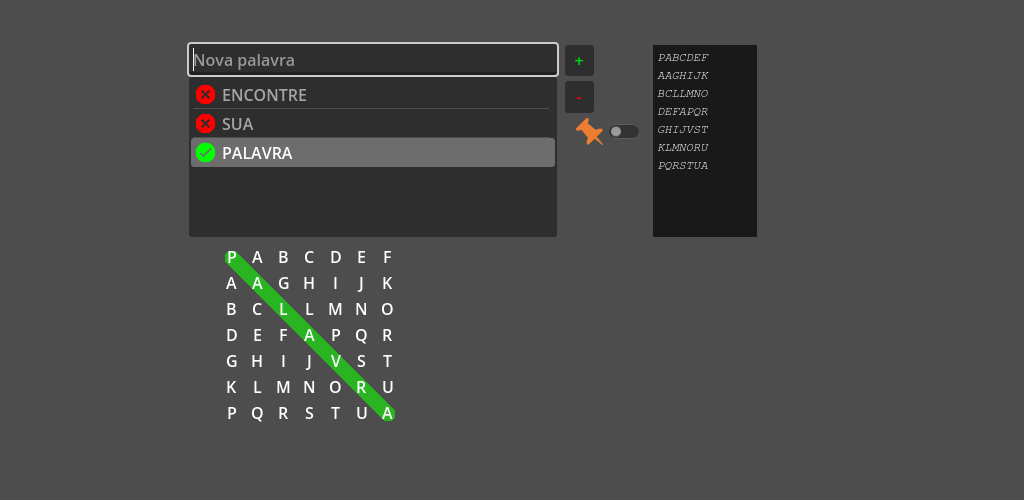 Nova palavra
+
-
ENCONTRE
SUA
PALAVRA
PABCDEF
AAGHIJK
BCLLMNO
DEFAPQR
GHIJVST
KLMNORU
PQRSTUA
P A B C D E F
A A G H I J K
B C L L M N O
D E F A P Q R
G H I J V S T
K L M N O R U
P Q R S T U A